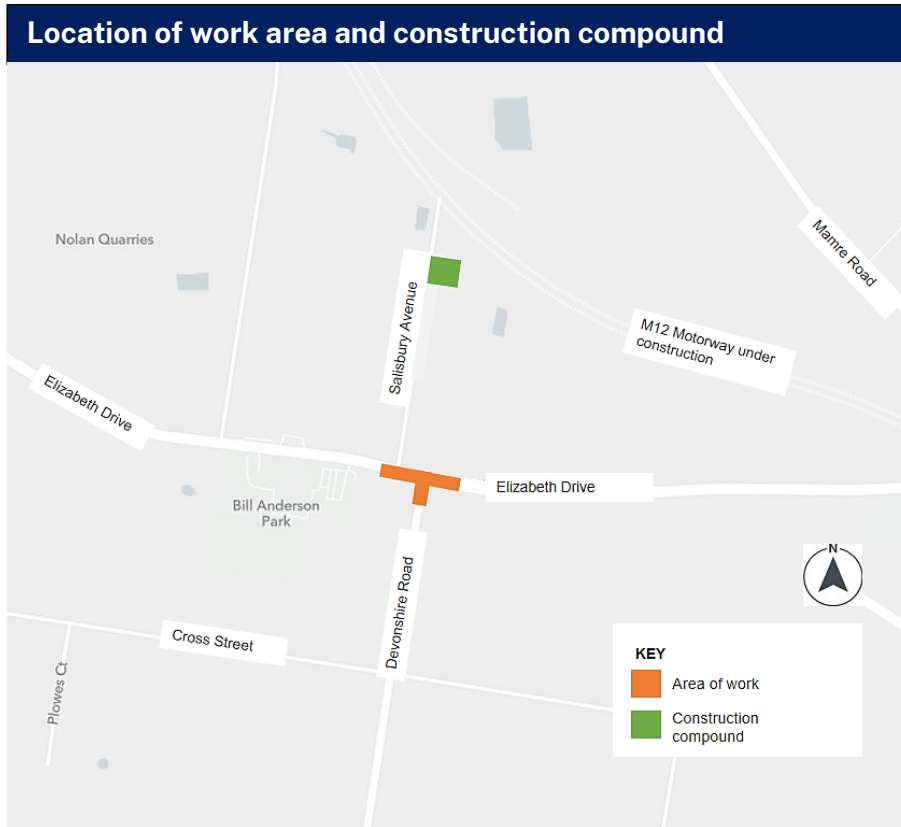 Location of work area and construction compound
Nolan Quarries
Mamre Road
Salisbury Avenue
M12 Motorway under
construction
Elizabeth Drive
Elizabeth Drive
Bill Anderson
Park
N
Devonshire Road
Cross Street
Plowes Ct
KEY
Area of work
Construction
compound